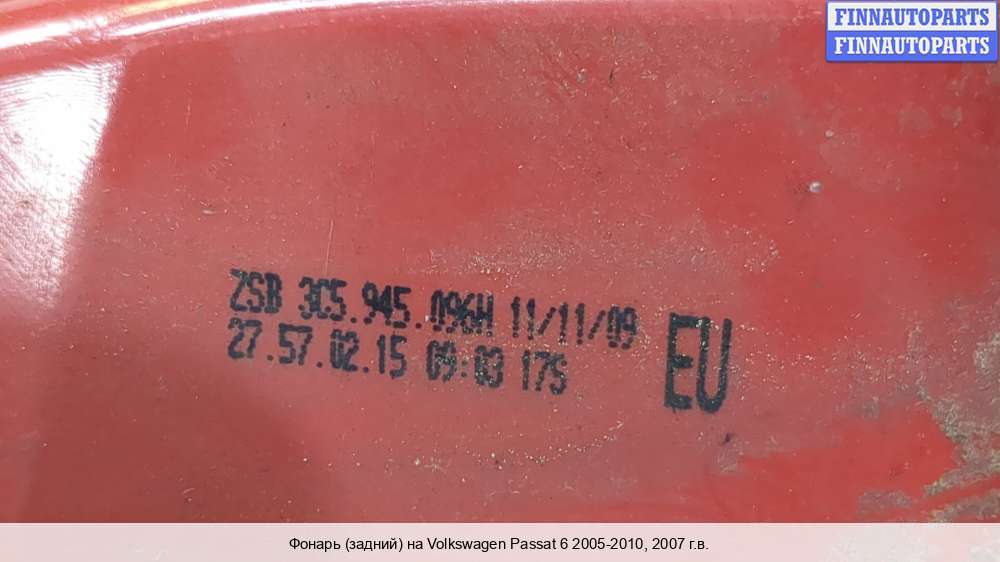 FINNAUTOPARTS
FINNAUTOPARTS
ZSB 3C5.945.096H 11/11/09
27.57.02.15 09:03 17S
EU
Фонарь (задний) на Volkswagen Passat 6 2005-2010, 2007 г.в.